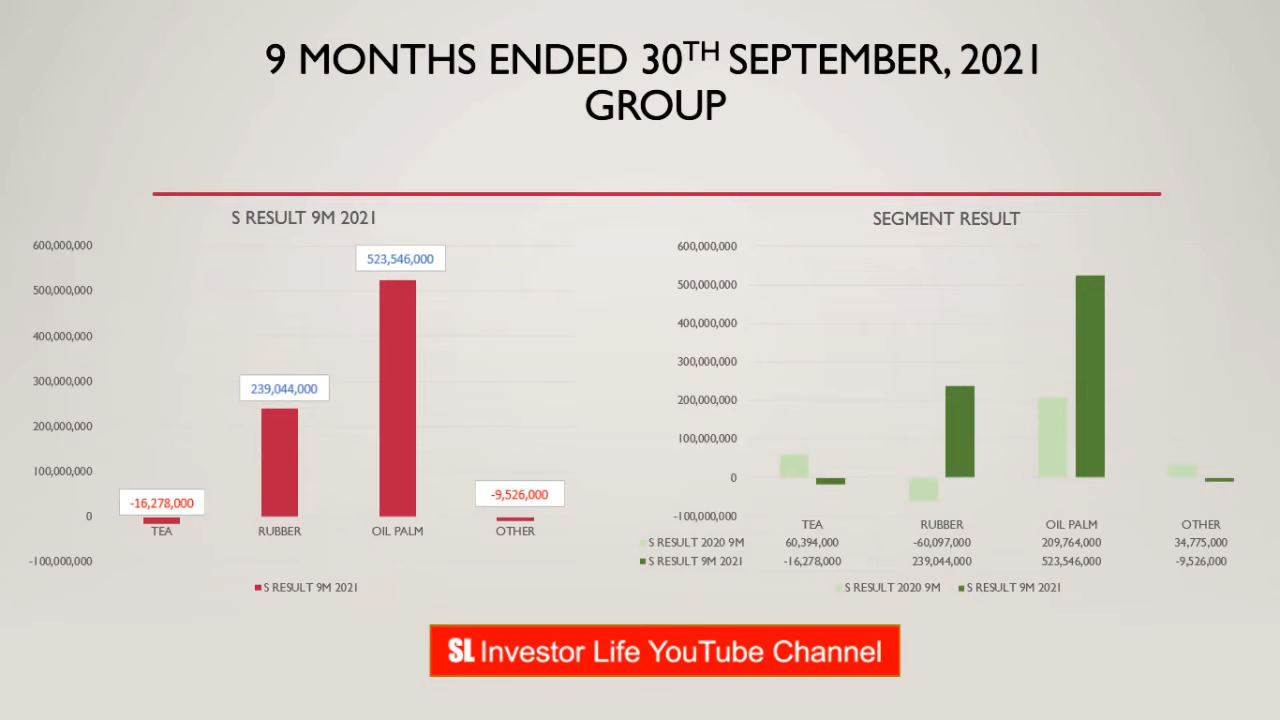 9 MONTHS ENDED 30TH SEPTEMBER, 2021
GROUP
S RESULT 9M 2021
600,000,000
500,000,000
400,000,000
300,000,000
200,000,000
100,000,000
0
-100,000,000
-16,278,000
239,044,000
523,546,000
-9,526,000
TEA RUBBER OIL PALM OTHER
S RESULT 9M 2021
SEGMENT RESULT
600,000,000
500,000,000
400,000,000
300,000,000
200,000,000
100,000,000
0
-100,000,000
TEA RUBBER OIL PALM OTHER
S RESULT 2020 9M 60,394,000 -60,097,000 209,764,000 34,775,000
S RESULT 9M 2021 -16,278,000 239,044,000 523,546,000 -9,526,000
S RESULT 2020 9M S RESULT 9M 2021
SL Investor Life YouTube Channel